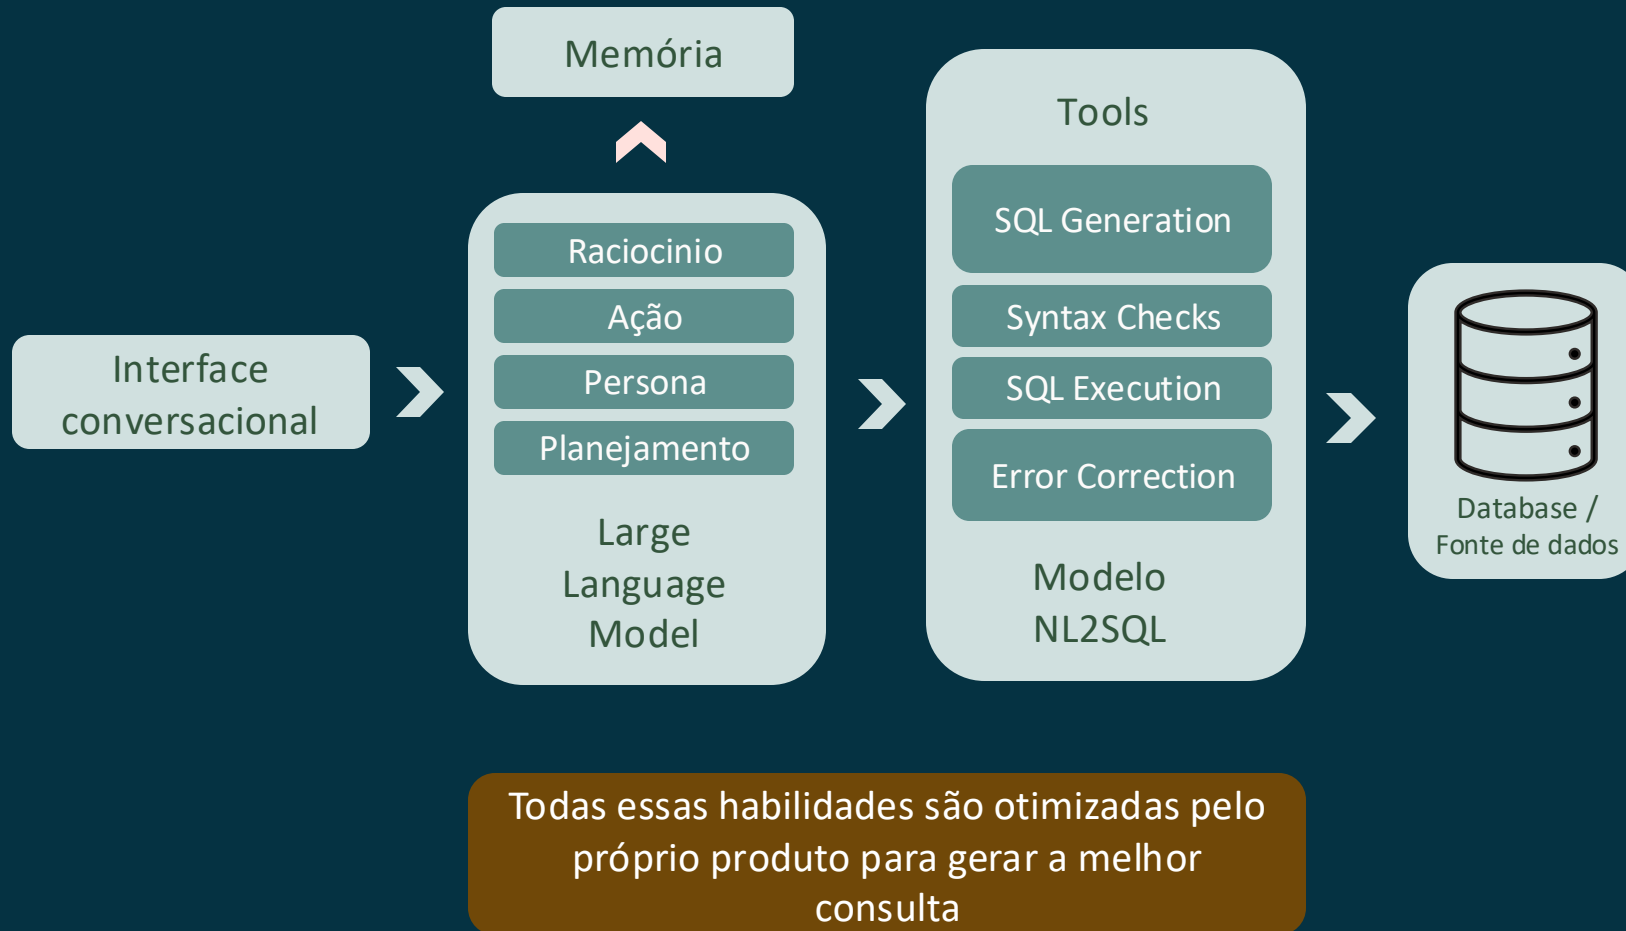 Memória
Tools
SQL Generation
Syntax Checks
SQL Execution
Error Correction
Modelo
NL2SQL
Raciocinio
Ação
Persona
Planejamento
Large
Language
Model
Interface
conversacional
Database /
Fonte de dados
Todas essas habilidades são otimizadas pelo
próprio produto para gerar a melhor
consulta